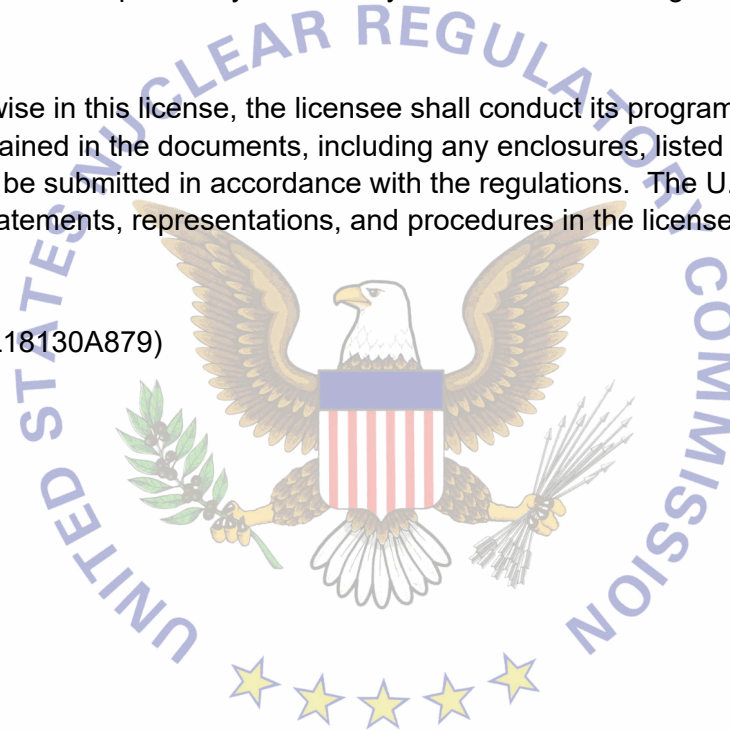 wise in this license, the licensee shall conduct its program
ained in the documents, including any enclosures, listed
be submitted in accordance with the regulations. The U.
atements, representations, and procedures in the license
18130A879)
UNITED STATES NUCLEAR REGULATORY COMMISSION